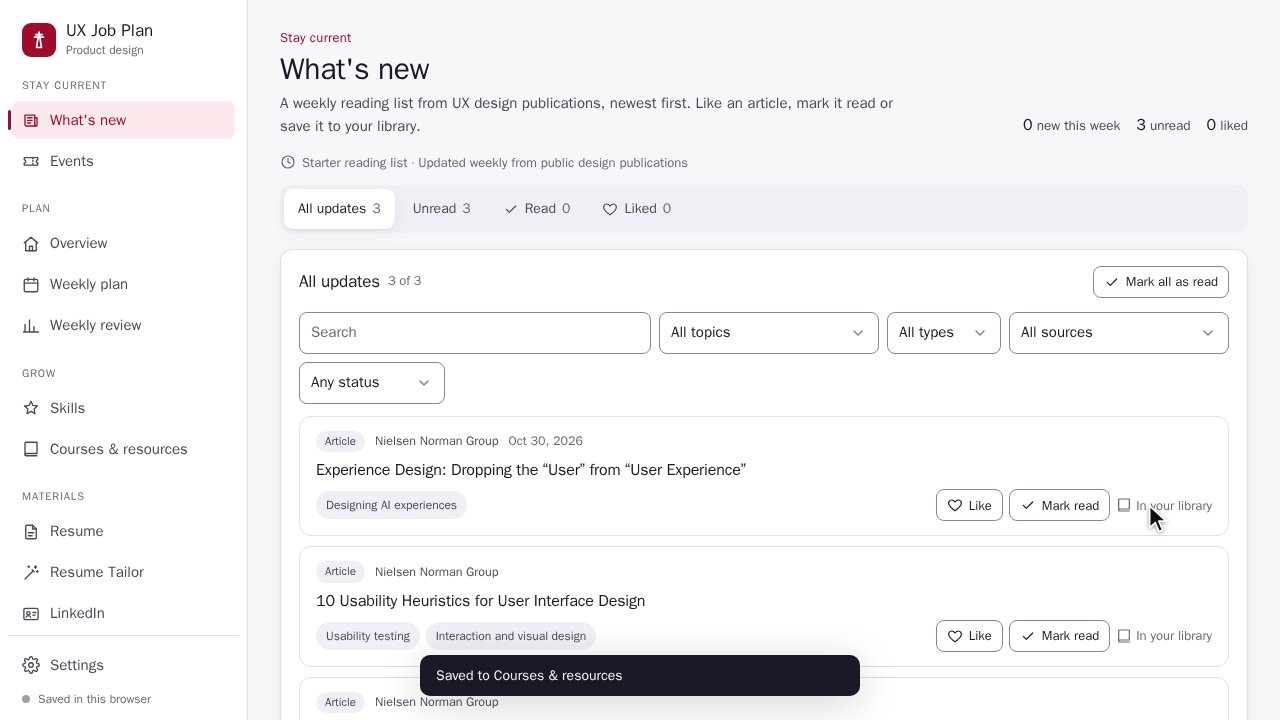 UX Job Plan
Product design
STAY CURRENT
What's new
Events
PLAN
Overview
Weekly plan
Weekly review
GROW
Skills
Courses & resources
MATERIALS
Resume
Resume Tailor
LinkedIn
Settings
Saved in this browser
Stay current
What's new
A weekly reading list from UX design publications, newest first. Like an article, mark it read or
save it to your library.
0 new this week 3 unread 0 liked
Starter reading list · Updated weekly from public design publications
All updates 3 Unread 3 Read 0 Liked 0
All updates 3 of 3 Mark all as read
Search All topics All types All sources
Any status
Article Nielsen Norman Group Oct 30, 2026
Experience Design: Dropping the “User” from “User Experience”
Designing AI experiences Like Mark read In your library
Article Nielsen Norman Group
10 Usability Heuristics for User Interface Design
Usability testing Interaction and visual design Like Mark read In your library
Saved to Courses & resources
Article Nielsen Norman Group